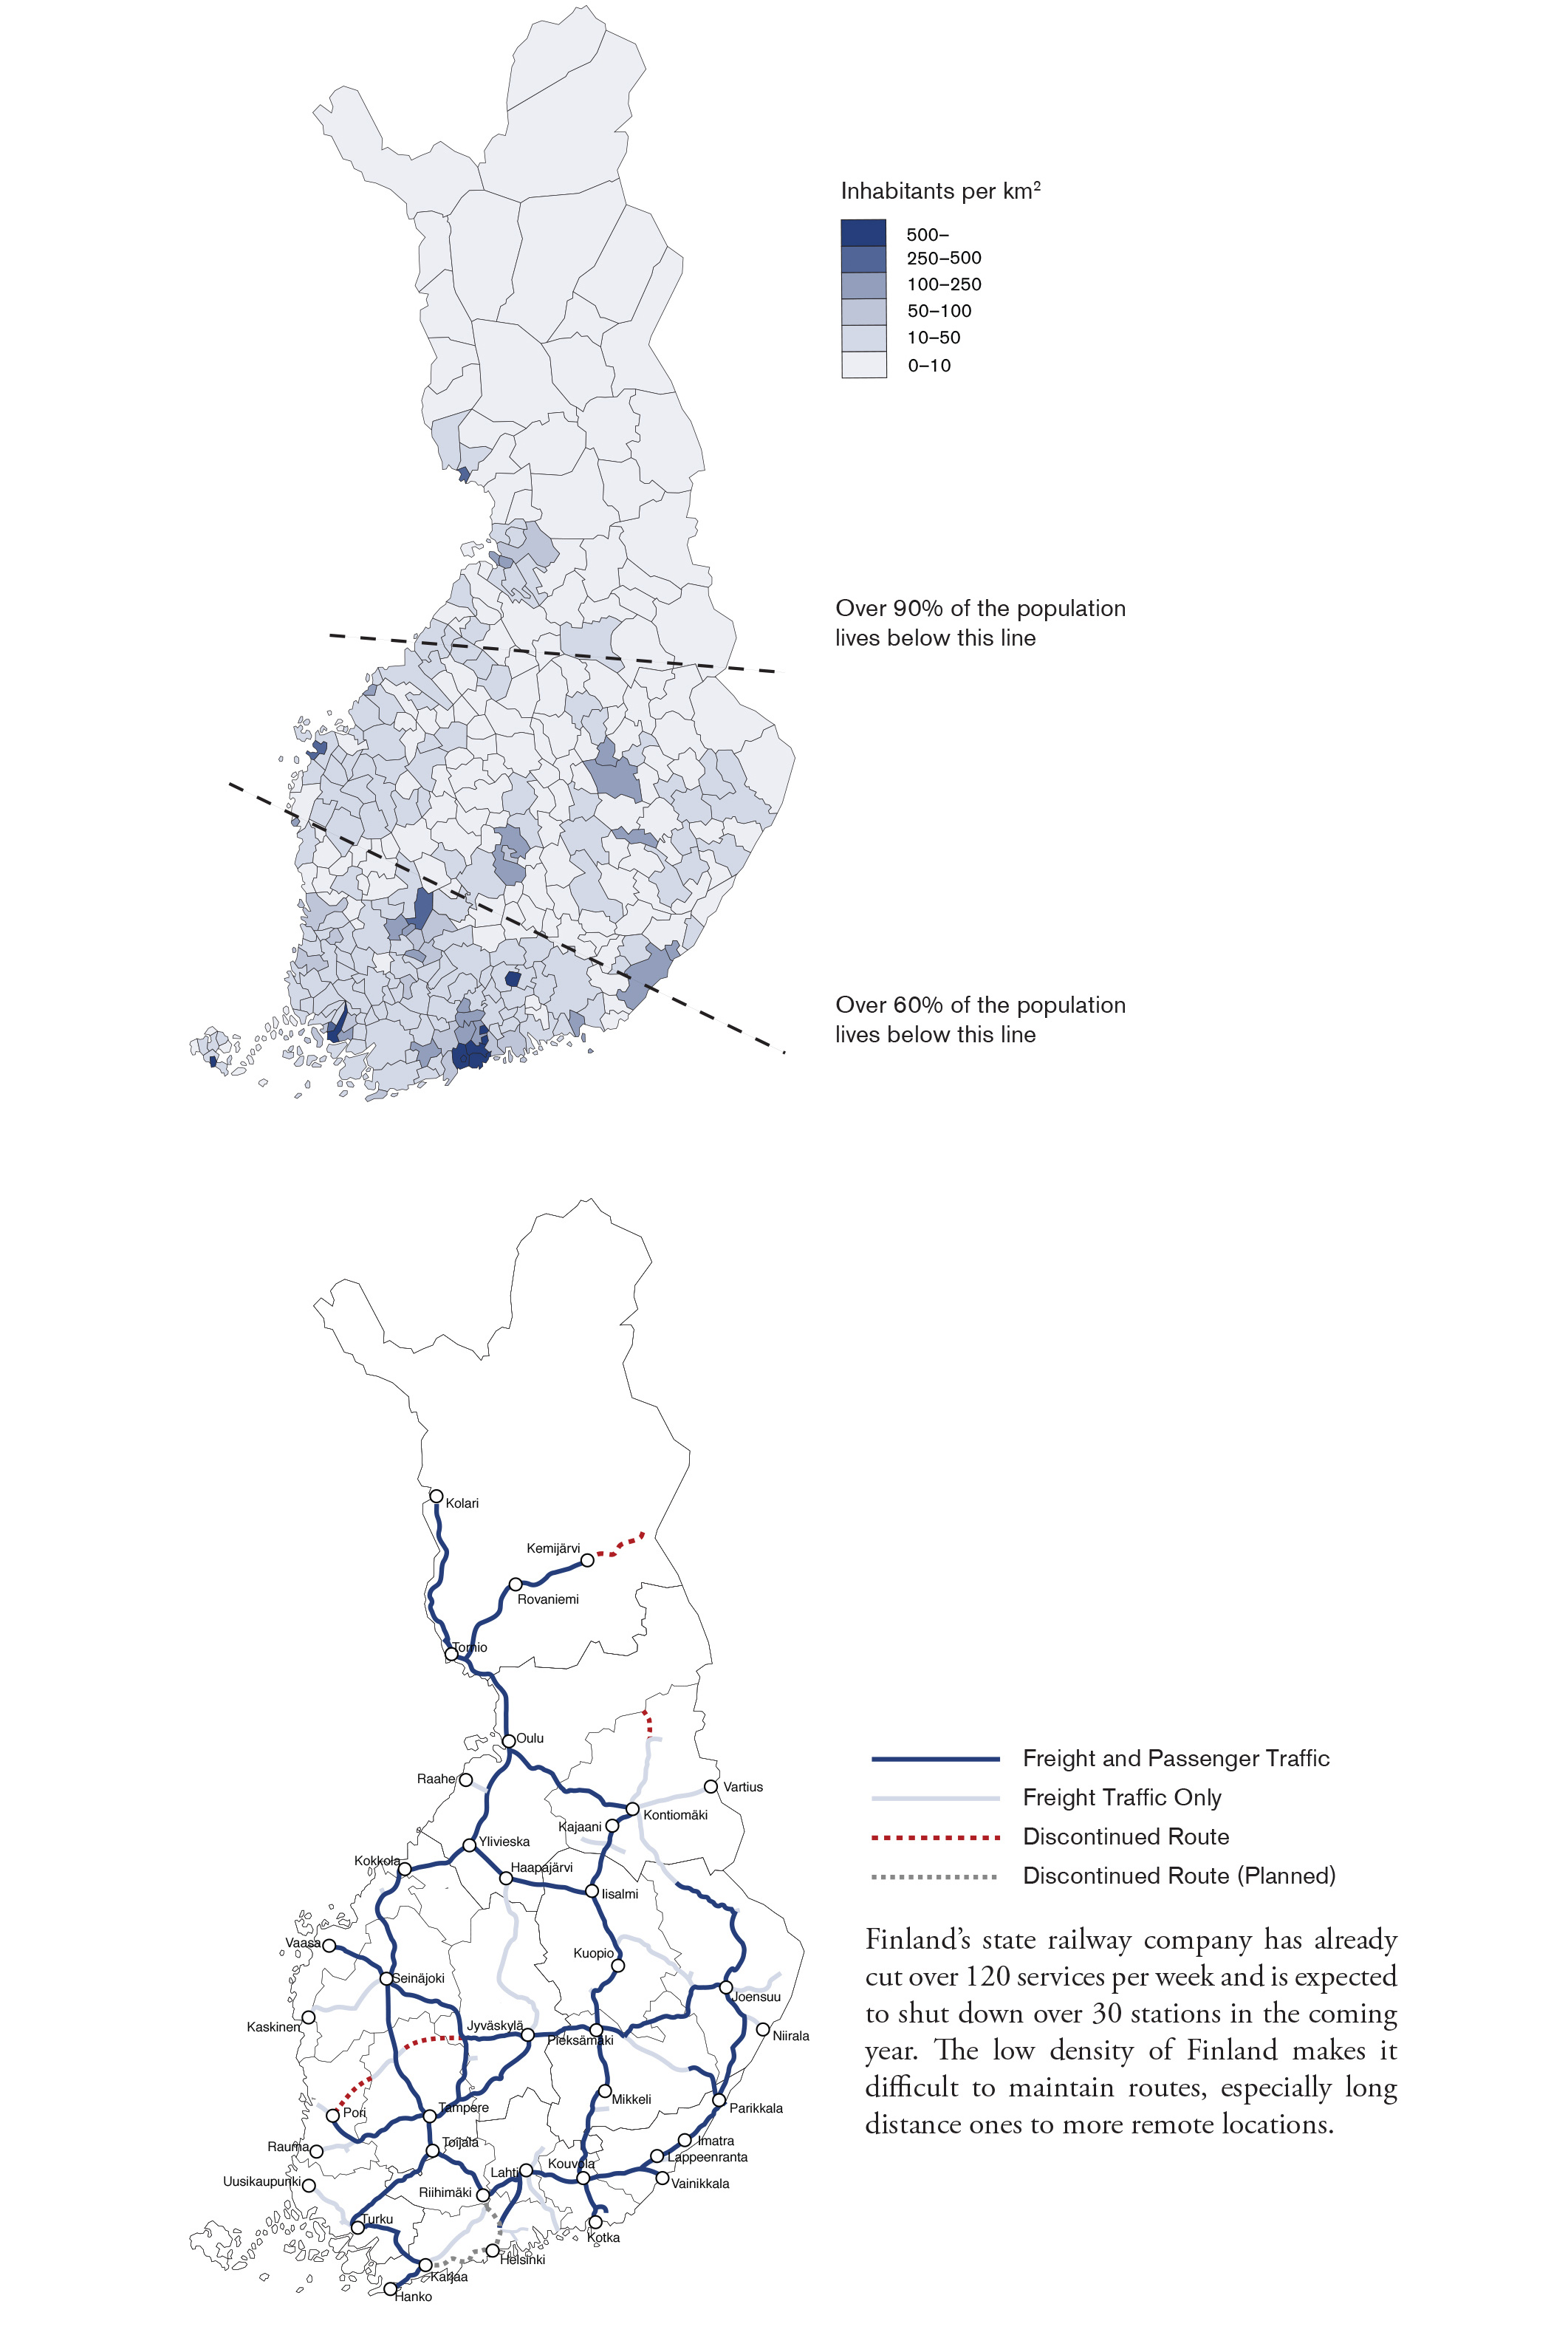 Inhabitants per km²
500–
250–500
100–250
50–100
10–50
0–10
Over 90% of the population
lives below this line
Over 60% of the population
lives below this line
Kolari
Kemijärvi
Rovaniemi
Tornio
Oulu
Raahe
Vartius
Kontiomäki
Kajaani
Ylivieska
Kokkola
Haapajärvi
Iisalmi
Vaasa
Kuopio
Seinäjoki
Joensuu
Kaskinen
Jyväskylä
Pieksämäki
Niirala
Mikkeli
Parikkala
Pori
Tampere
Imatra
Rauma
Toijala
Lappeenranta
Lahti
Kouvola
Vainikkala
Uusikaupunki
Riihimäki
Turku
Kotka
Helsinki
Karjaa
Hanko
Freight and Passenger Traffic
Freight Traffic Only
Discontinued Route
Discontinued Route (Planned)
Finland’s state railway company has already
cut over 120 services per week and is expected
to shut down over 30 stations in the coming
year. The low density of Finland makes it
difficult to maintain routes, especially long
distance ones to more remote locations.